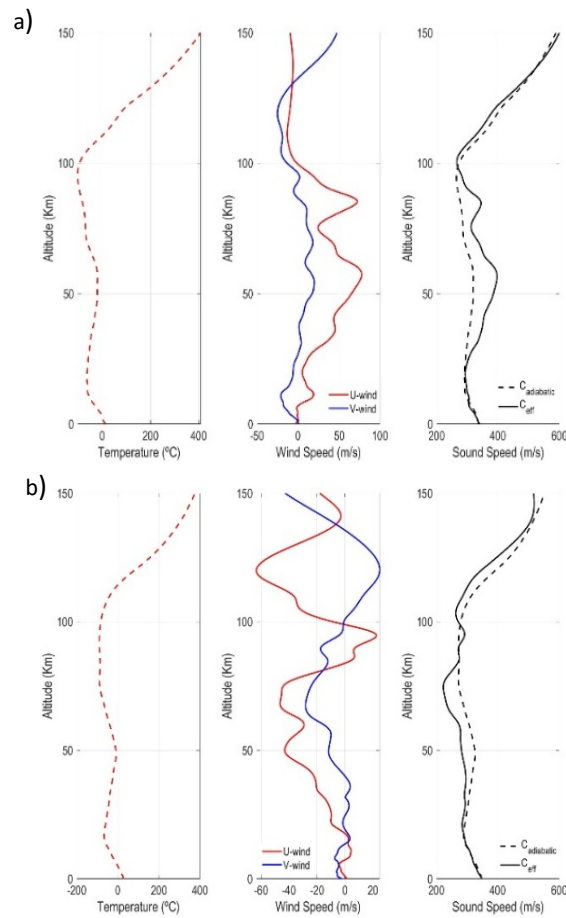 a)
150
100
50
0
Altitude (Km)
0 200 400
Temperature (ºC)
150
100
50
0
Altitude (Km)
U-wind
V-wind
-50 0 50 100
Wind Speed (m/s)
150
100
50
0
Altitude (Km)
Cadiabatic
Ceff
200 400 600
Sound Speed (m/s)
b)
150
100
50
0
Altitude (Km)
-200 0 200 400
Temperature (ºC)
150
100
50
0
Altitude (Km)
U-wind
V-wind
-60 -40 -20 0 20
Wind Speed (m/s)
150
100
50
0
Altitude (Km)
Cadiabatic
Ceff
200 400 600
Sound Speed (m/s)